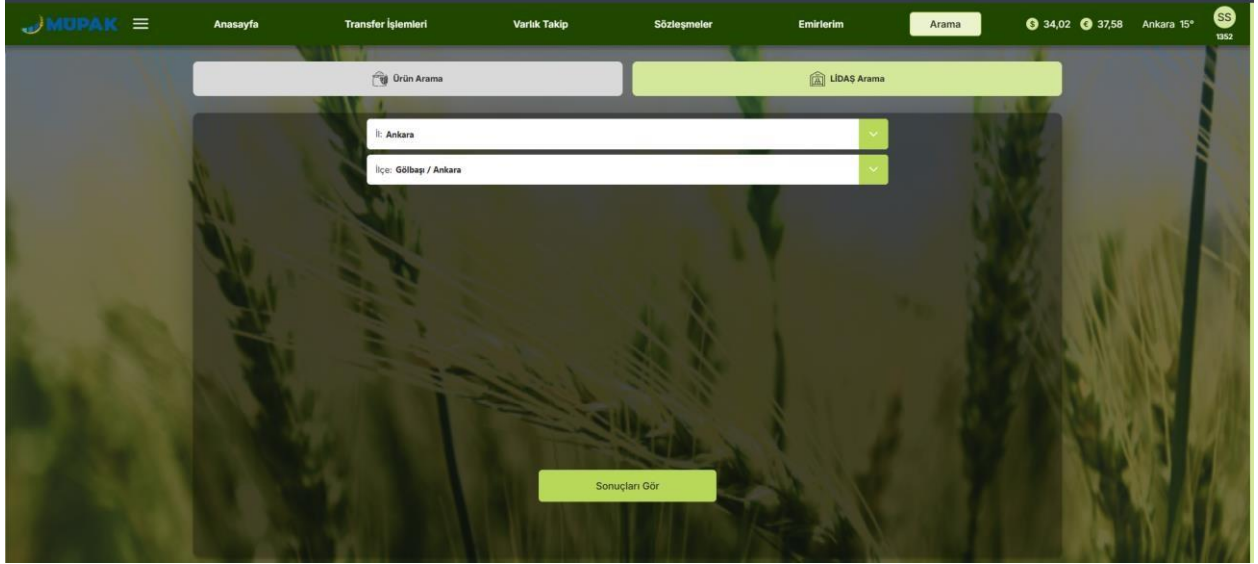 MÜPAK
Anasayfa Transfer İşlemleri Varlık Takip Sözleşmeler Emirlerim Arama $ 34,02 € 37,58 Ankara 15° SS
1352
Ürün Arama LİDAŞ Arama
İl: Ankara
İlçe: Gölbaşı / Ankara
Sonuçları Gör